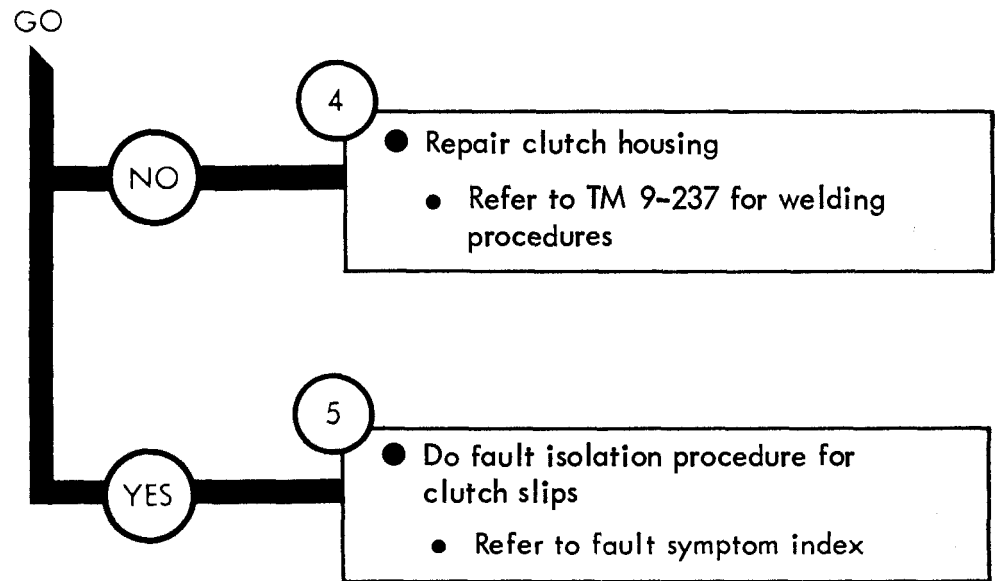 GO
4
● Repair clutch housing
NO
● Refer to TM 9-237 for welding
procedures
5
● Do fault isolation procedure for
clutch slips
YES
● Refer to fault symptom index